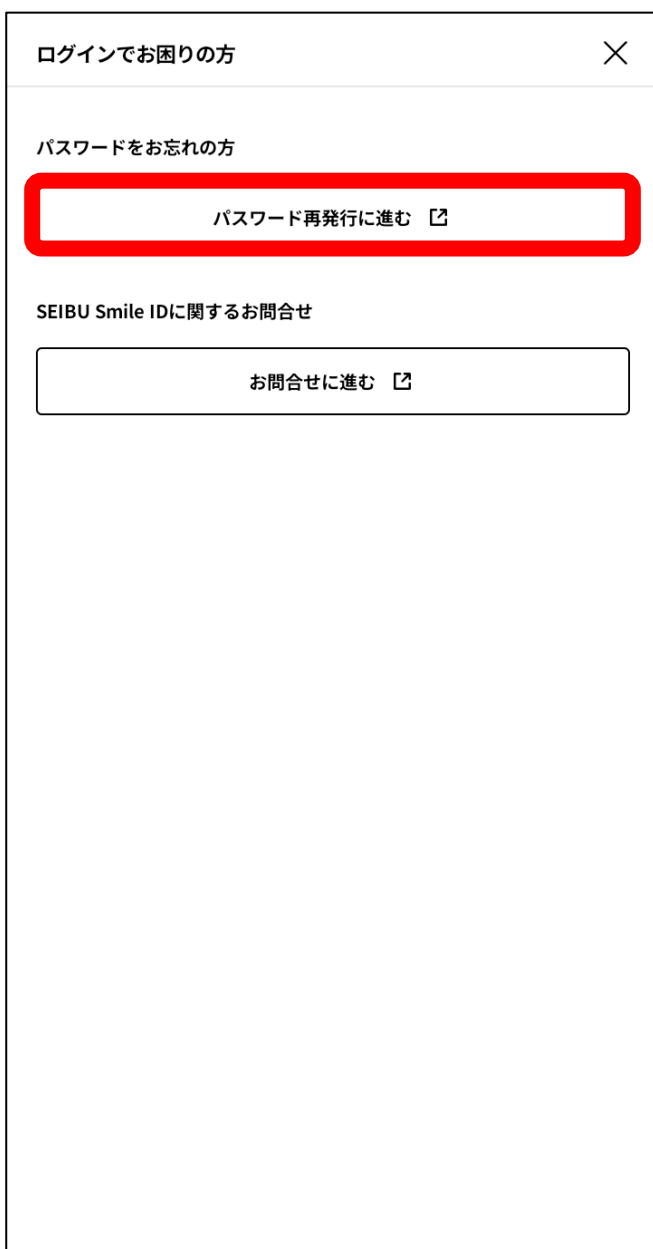 ログインでお困りの方
パスワードをお忘れの方
パスワード再発行に進む
SEIBU Smile IDに関するお問合せ
お問合せに進む